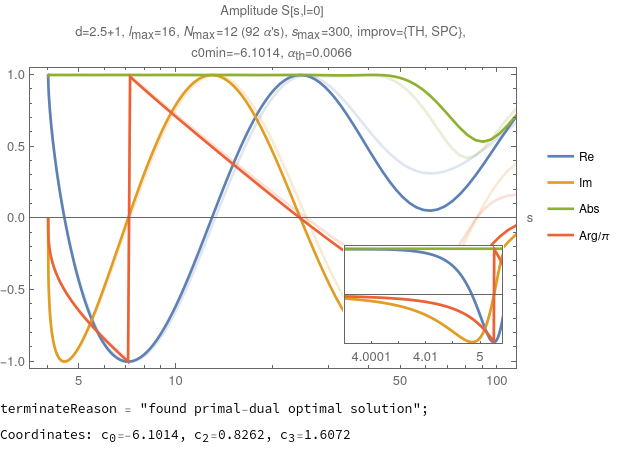 Amplitude S[s,l=0]
d=2.5+1, lmax=16, Nmax=12 (92 α's), smax=300, improv={TH, SPC},
c0min=−6.1014, αth=0.0066
1.0
0.5
0.0
−0.5
−1.0
5
10
50
100
s
4.0001
4.01
5
Re
Im
Abs
Arg/π
terminateReason = "found primal-dual optimal solution";
Coordinates: c0=-6.1014, c2=0.8262, c3=1.6072